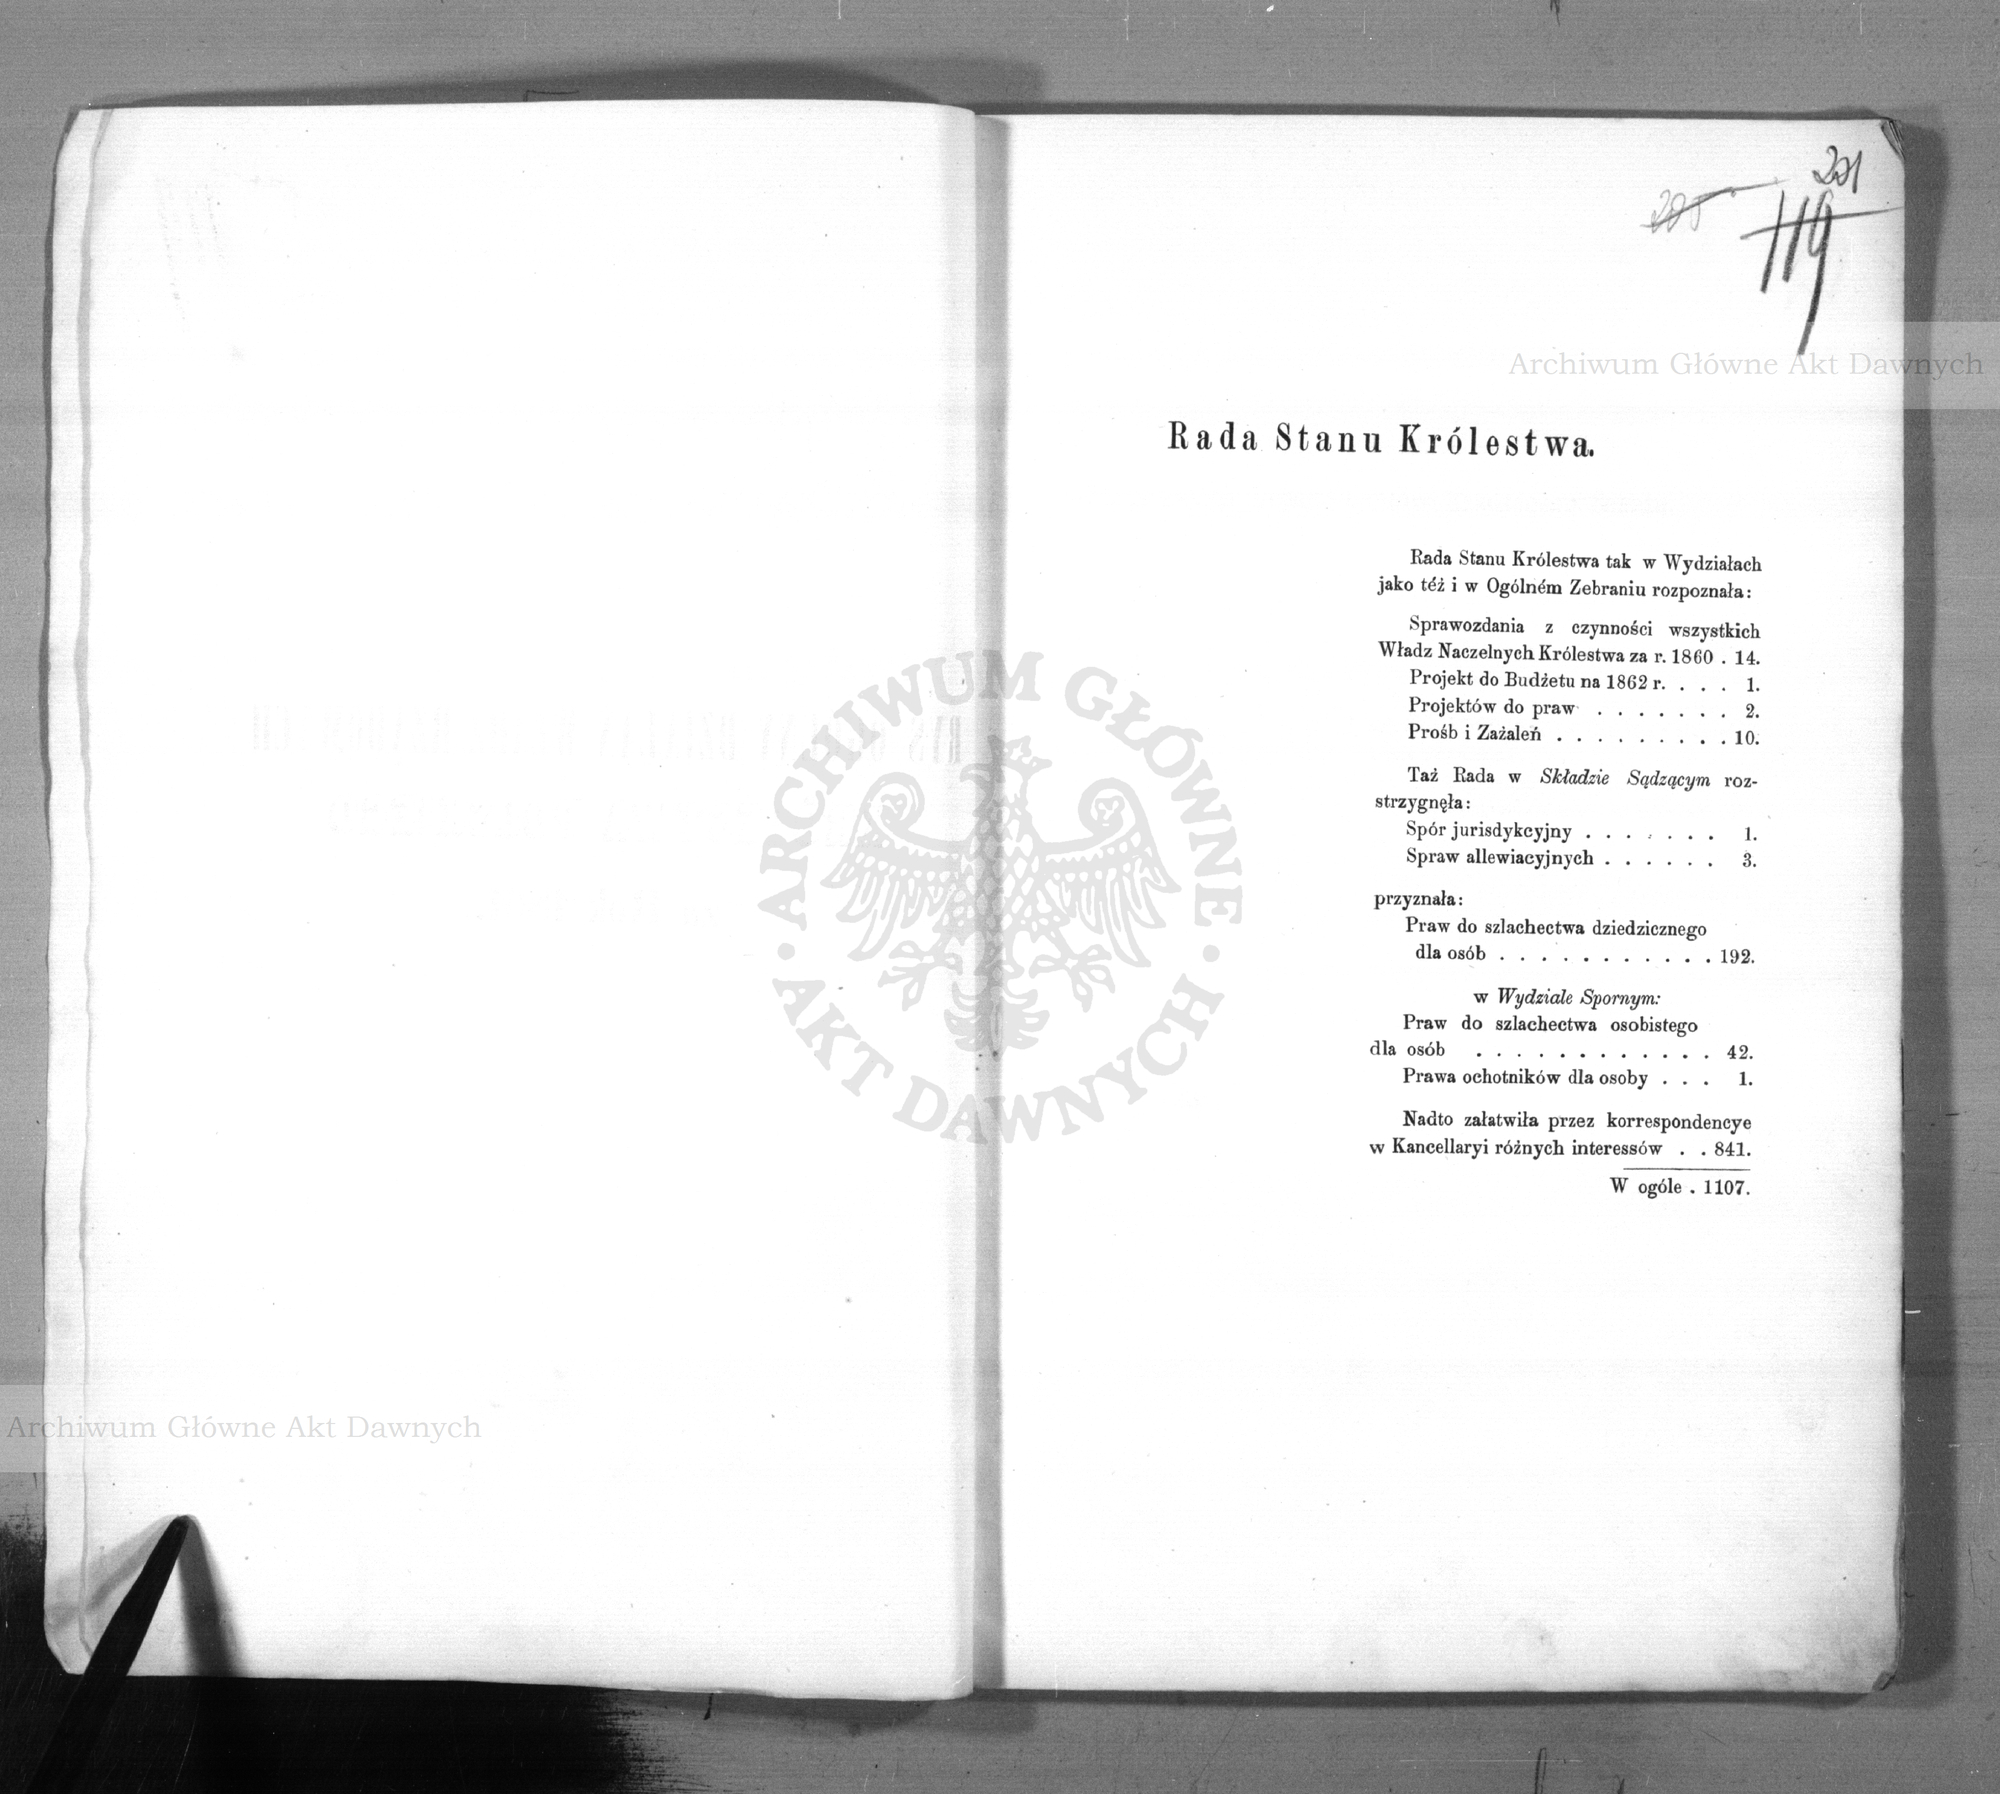 221
119
Archiwum Główne Akt Dawnych
Rada Stanu Królestwa.
Rada Stanu Królestwa tak w Wydziałach
jako téż i w Ogólném Zebraniu rozpoznała:
Sprawozdania z czynności wszystkich
Władz Naczelnych Królestwa za r. 1860 . 14.
Projekt do Budżetu na 1862 r. . . . 1.
Projektów do praw . . . . . . . 2.
Prośb i Zażaleń . . . . . . . . . 10.
Taż Rada w Składzie Sądzącym roz-
strzygnęła:
Spór jurisdykcyjny . . . . . . . 1.
Spraw allewiacyjnych . . . . . . 3.
przyznała:
Praw do szlachectwa dziedzicznego
dla osób . . . . . . . . . . . 192.
w Wydziale Spornym:
Praw do szlachectwa osobistego
dla osób . . . . . . . . . . . . 42.
Prawa ochotników dla osoby . . . 1.
Nadto załatwiła przez korrespondencye
w Kancellaryi różnych interessów . . 841.
W ogóle . 1107.
ARCHIWUM GŁÓWNE
AKT DAWNYCH
Archiwum Główne Akt Dawnych